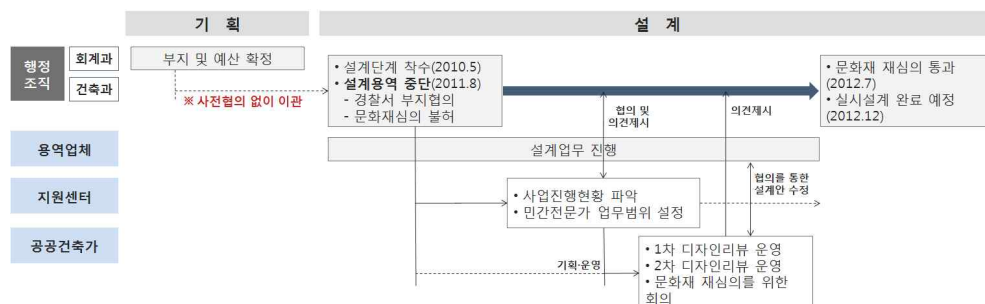 기 획
설 계
행정
조직
회계과
건축과
부지 및 예산 확정
※ 사전협의 없이 이관
• 설계단계 착수(2010.5)
• 설계용역 중단(2011.8)
- 경찰서 부지협의
- 문화재심의 불허
협의 및
의견제시
의견제시
• 문화재 재심의 통과
(2012.7)
• 실시설계 완료 예정
(2012.12)
용역업체
설계업무 진행
지원센터
• 사업진행현황 파악
• 민간전문가 업무범위 설정
협의를 통한
설계안 수정
공공건축가
기획·운영
• 1차 디자인리뷰 운영
• 2차 디자인리뷰 운영
• 문화재 재심의를 위한
회의